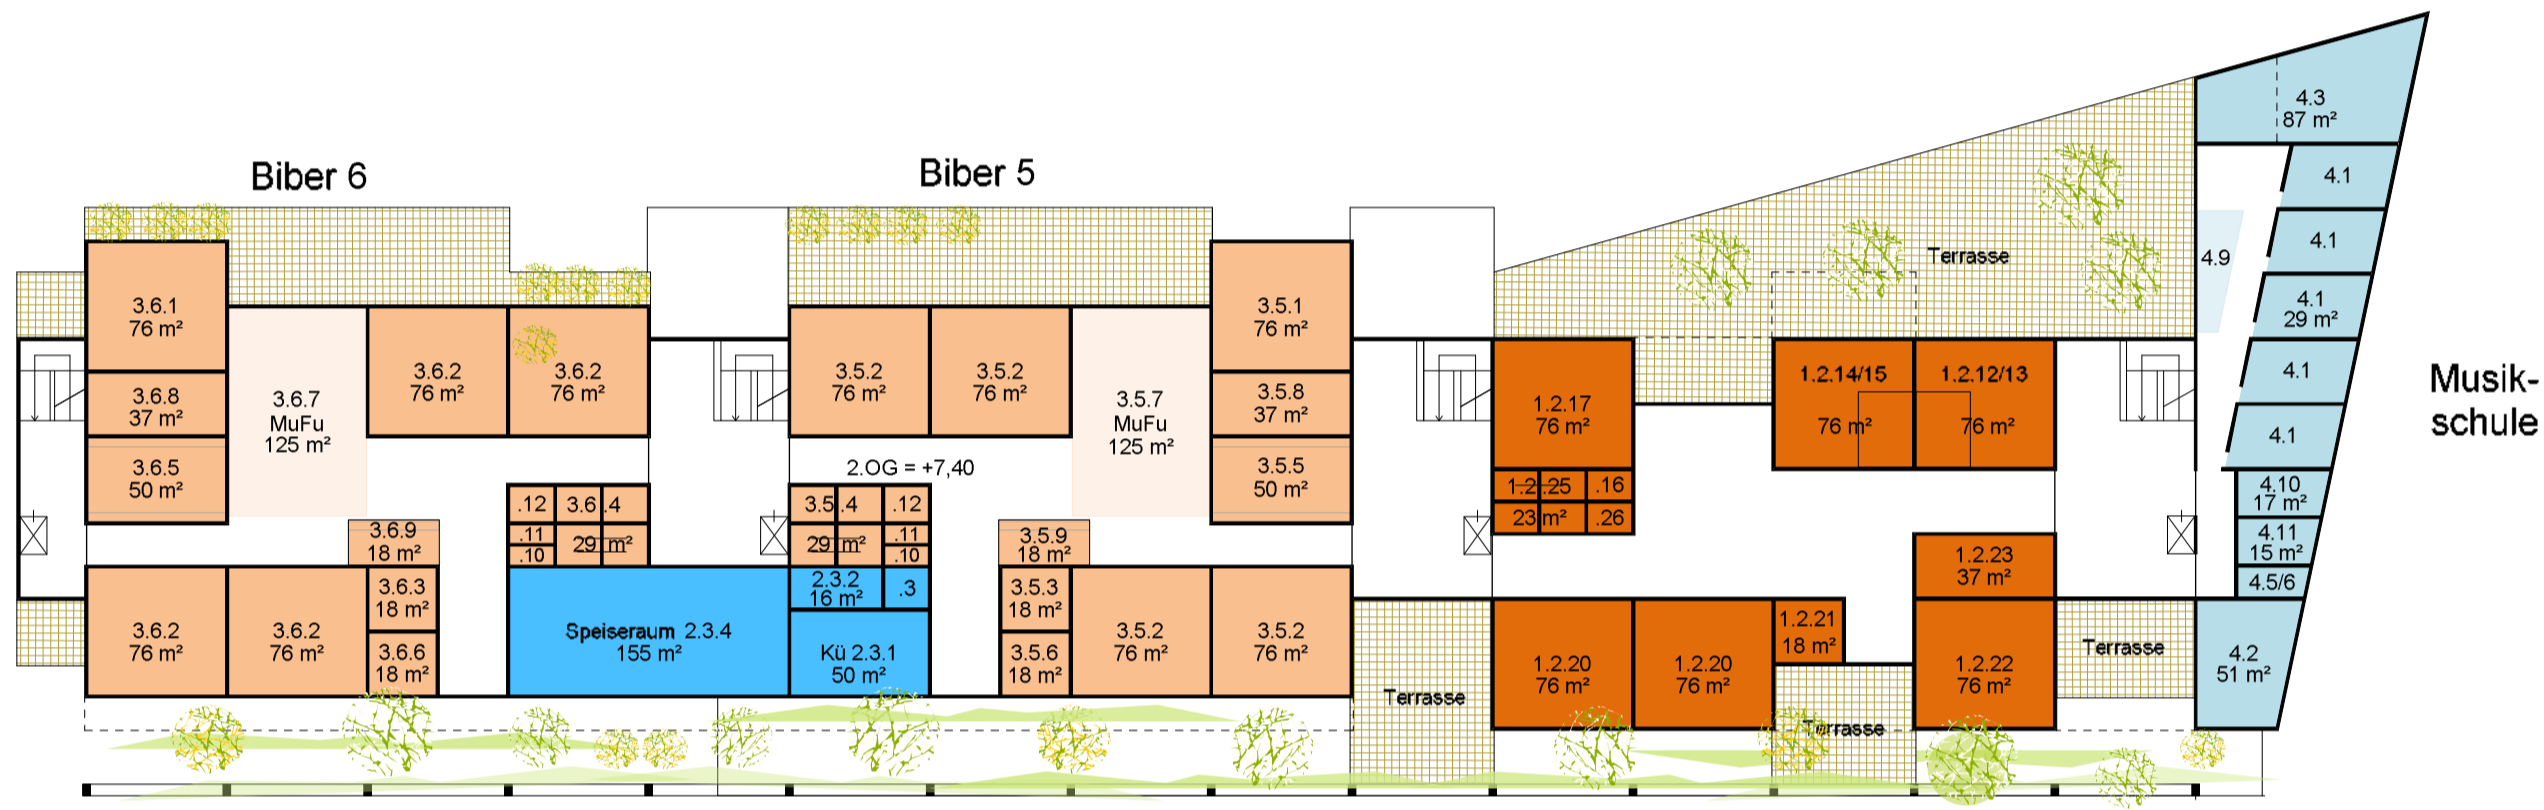 Biber 6
Biber 5
Musik-
schule
3.6.1
76 m²
3.6.8
37 m²
3.6.5
50 m²
3.6.7
MuFu
125 m²
3.6.2
76 m²
3.6.2
76 m²
3.6.9
18 m²
.12
3.6.4
.11
.10
29 m²
3.6.2
76 m²
3.6.2
76 m²
3.6.3
18 m²
3.6.6
18 m²
Speiseraum 2.3.4
155 m²
2.3.2
16 m²
.3
Kü 2.3.1
50 m²
3.5.2
76 m²
3.5.2
76 m²
3.5.7
MuFu
125 m²
3.5.1
76 m²
3.5.8
37 m²
3.5.5
50 m²
2.OG = +7,40
3.5.4
.12
29 m²
.11
.10
3.5.9
18 m²
3.5.3
18 m²
3.5.6
18 m²
3.5.2
76 m²
3.5.2
76 m²
Terrasse
Terrasse
1.2.17
76 m²
1.2.25
.16
23 m²
.26
1.2.14/15
76 m²
1.2.12/13
76 m²
1.2.23
37 m²
1.2.20
76 m²
1.2.20
76 m²
1.2.21
18 m²
1.2.22
76 m²
Terrasse
Terrasse
4.3
87 m²
4.1
4.1
4.9
4.1
29 m²
4.1
4.1
4.10
17 m²
4.11
15 m²
4.5/6
4.2
51 m²